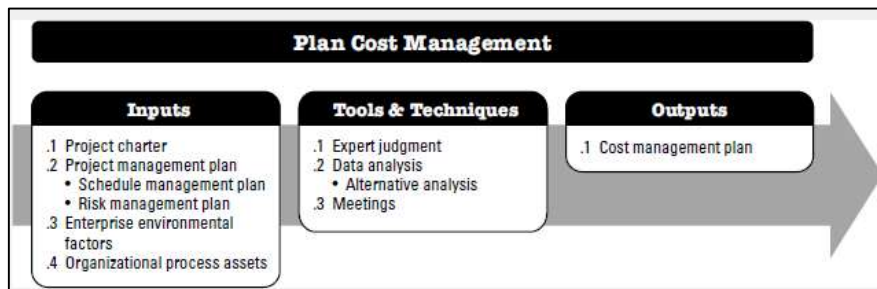 Plan Cost Management
Inputs
.1 Project charter
.2 Project management plan
• Schedule management plan
• Risk management plan
.3 Enterprise environmental
factors
.4 Organizational process assets
Tools & Techniques
.1 Expert judgment
.2 Data analysis
• Alternative analysis
.3 Meetings
Outputs
.1 Cost management plan